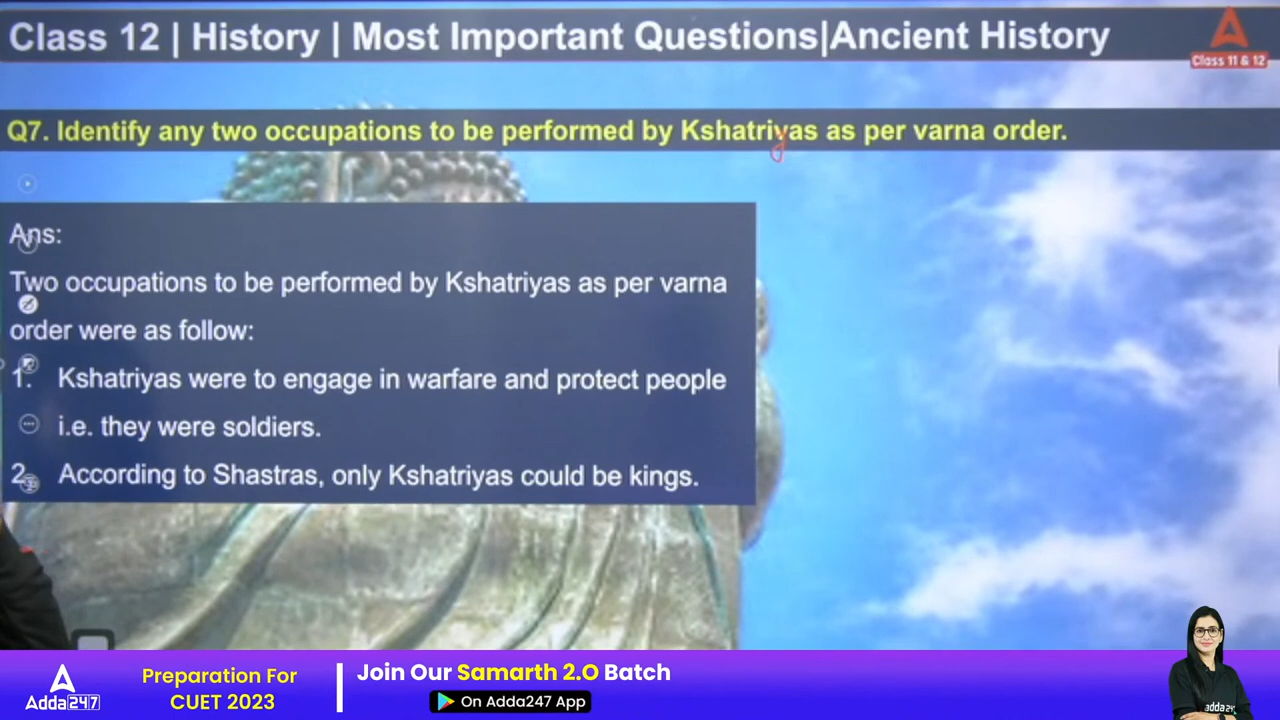 Class 12 | History | Most Important Questions|Ancient History
Class 11 & 12
Q7. Identify any two occupations to be performed by Kshatriyas as per varna order.
Ans:
Two occupations to be performed by Kshatriyas as per varna
order were as follow:
1. Kshatriyas were to engage in warfare and protect people
i.e. they were soldiers.
2. According to Shastras, only Kshatriyas could be kings.
Adda247
Preparation For
CUET 2023
Join Our Samarth 2.O Batch
On Adda247 App
adda 24